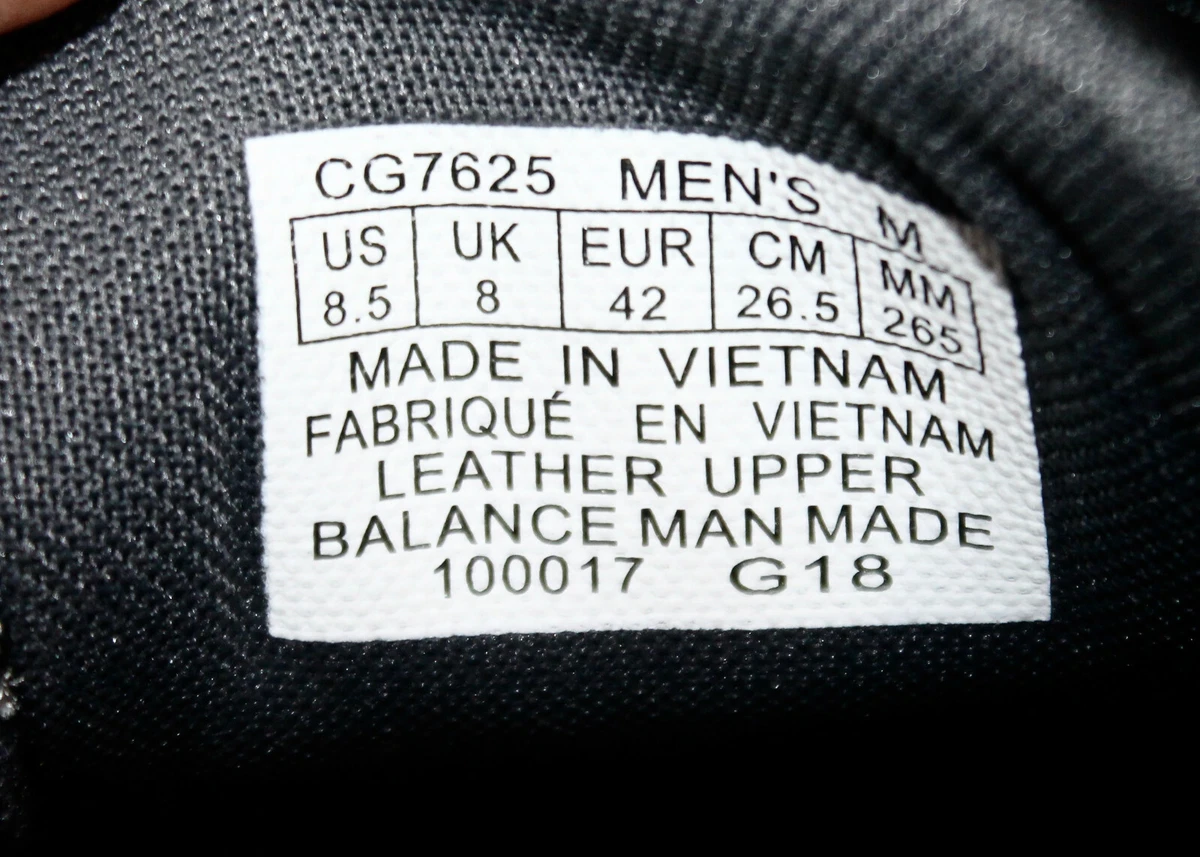 CG7625 MEN'S M
US UK EUR CM MM
8.5 8 42 26.5 265
MADE IN VIETNAM
FABRIQUÉ EN VIETNAM
LEATHER UPPER
BALANCE MAN MADE
100017 G18